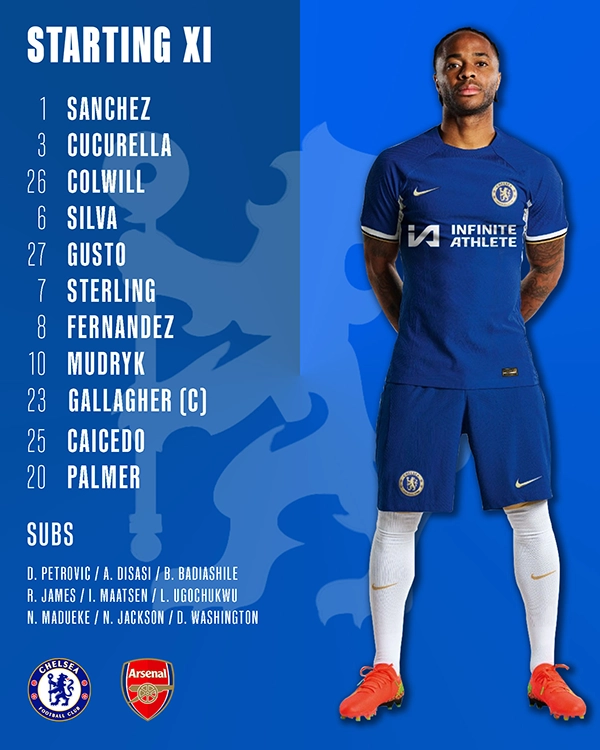 STARTING XI
1 SANCHEZ
3 CUCURELLA
26 COLWILL
6 SILVA
27 GUSTO
7 STERLING
8 FERNANDEZ
10 MUDRYK
23 GALLAGHER (C)
25 CAICEDO
20 PALMER
SUBS
D. PETROVIC / A. DISASI / B. BADIASHILE
R. JAMES / I. MAATSEN / L. UGOCHUKWU
N. MADUEKE / N. JACKSON / D. WASHINGTON
CHELSEA
FOOTBALL CLUB
Arsenal
INFINITE
ATHLETE